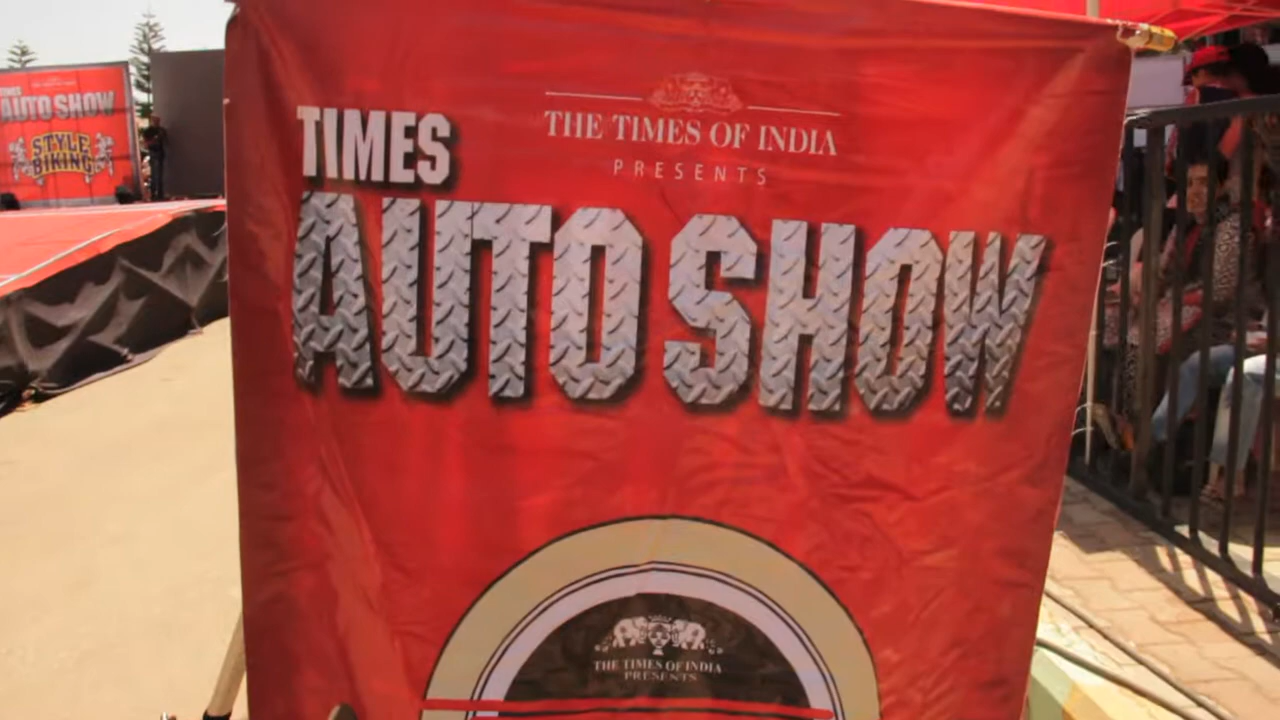 THE TIMES OF INDIA
PRESENTS
TIMES
AUTO SHOW
THE TIMES OF INDIA
PRESENTS
TIMES
AUTO SHOW
STYLE
BIKING